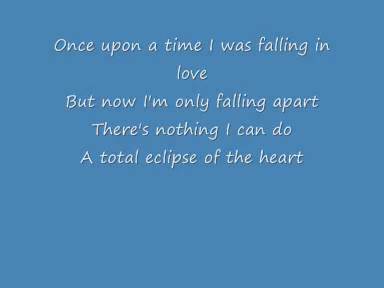 Once upon a time I was falling in
love
But now I'm only falling apart
There's nothing I can do
A total eclipse of the heart